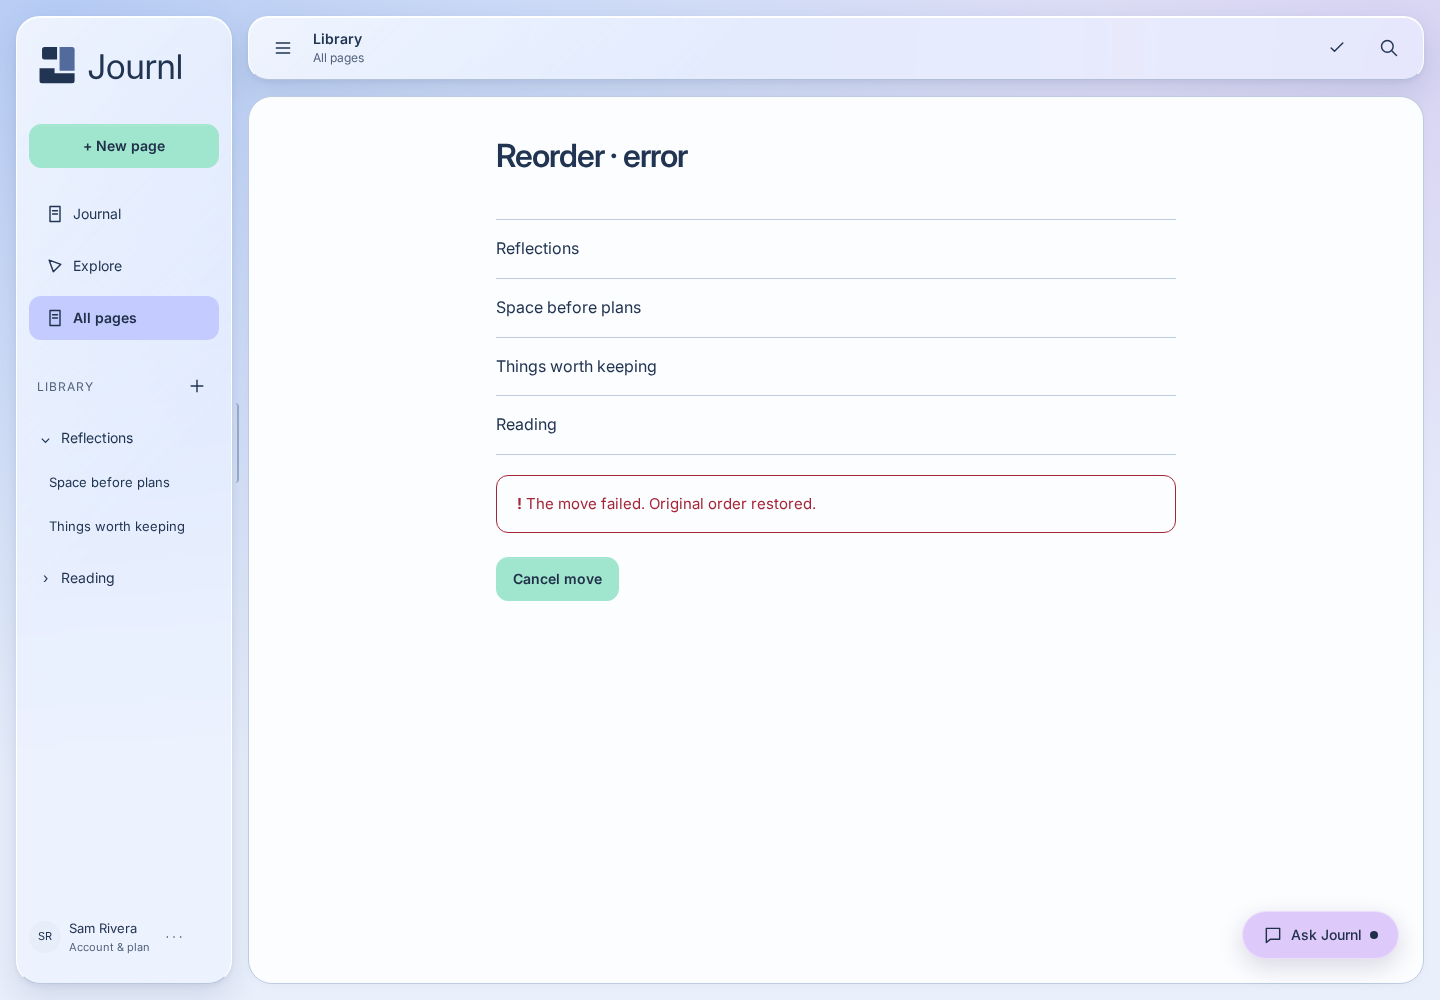 Journl
+ New page
Journal
Explore
All pages
LIBRARY
Reflections
Space before plans
Things worth keeping
Reading
SR
Sam Rivera
Account & plan
···
Library
All pages
Reorder · error
Reflections
Space before plans
Things worth keeping
Reading
! The move failed. Original order restored.
Cancel move
Ask Journl